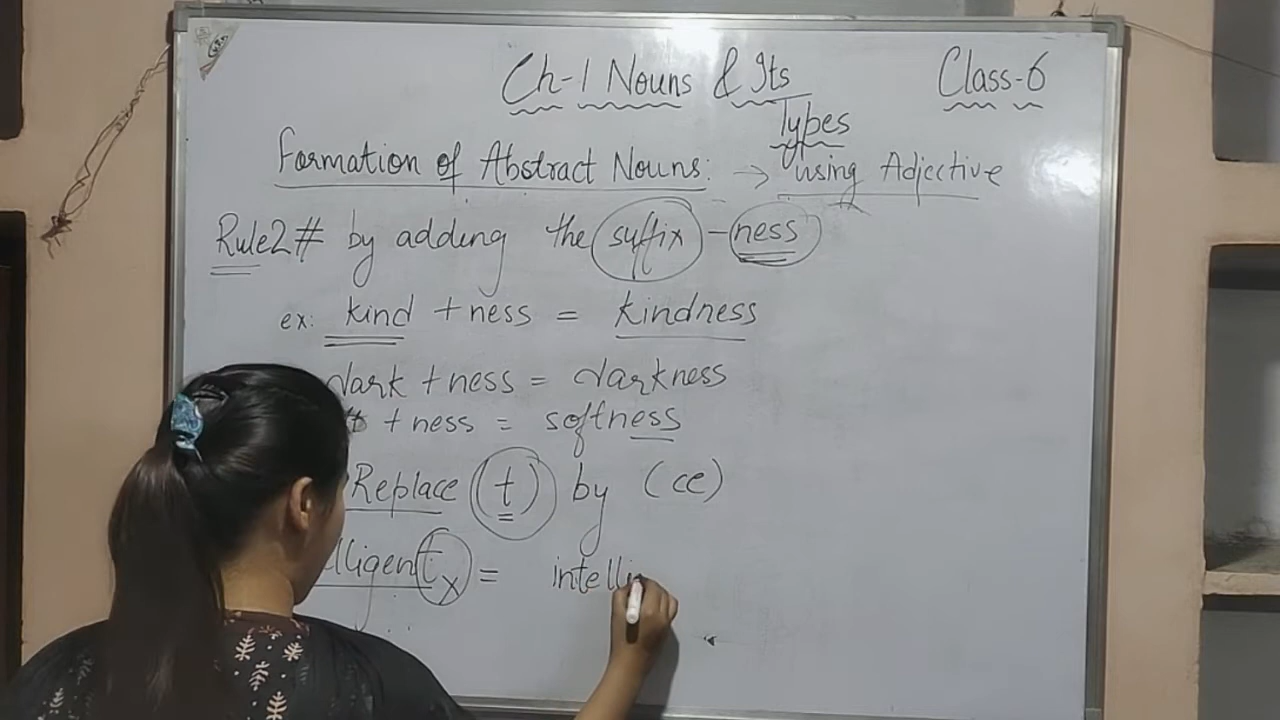 Ch-1 Nouns & Its Class-6
Types
Formation of Abstract Nouns: → using Adjective
Rule2# by adding the suffix - ness
ex: kind + ness = kindness
dark + ness = darkness
+ ness = softness
Replace (t) by (ce)
lligent x = intelli